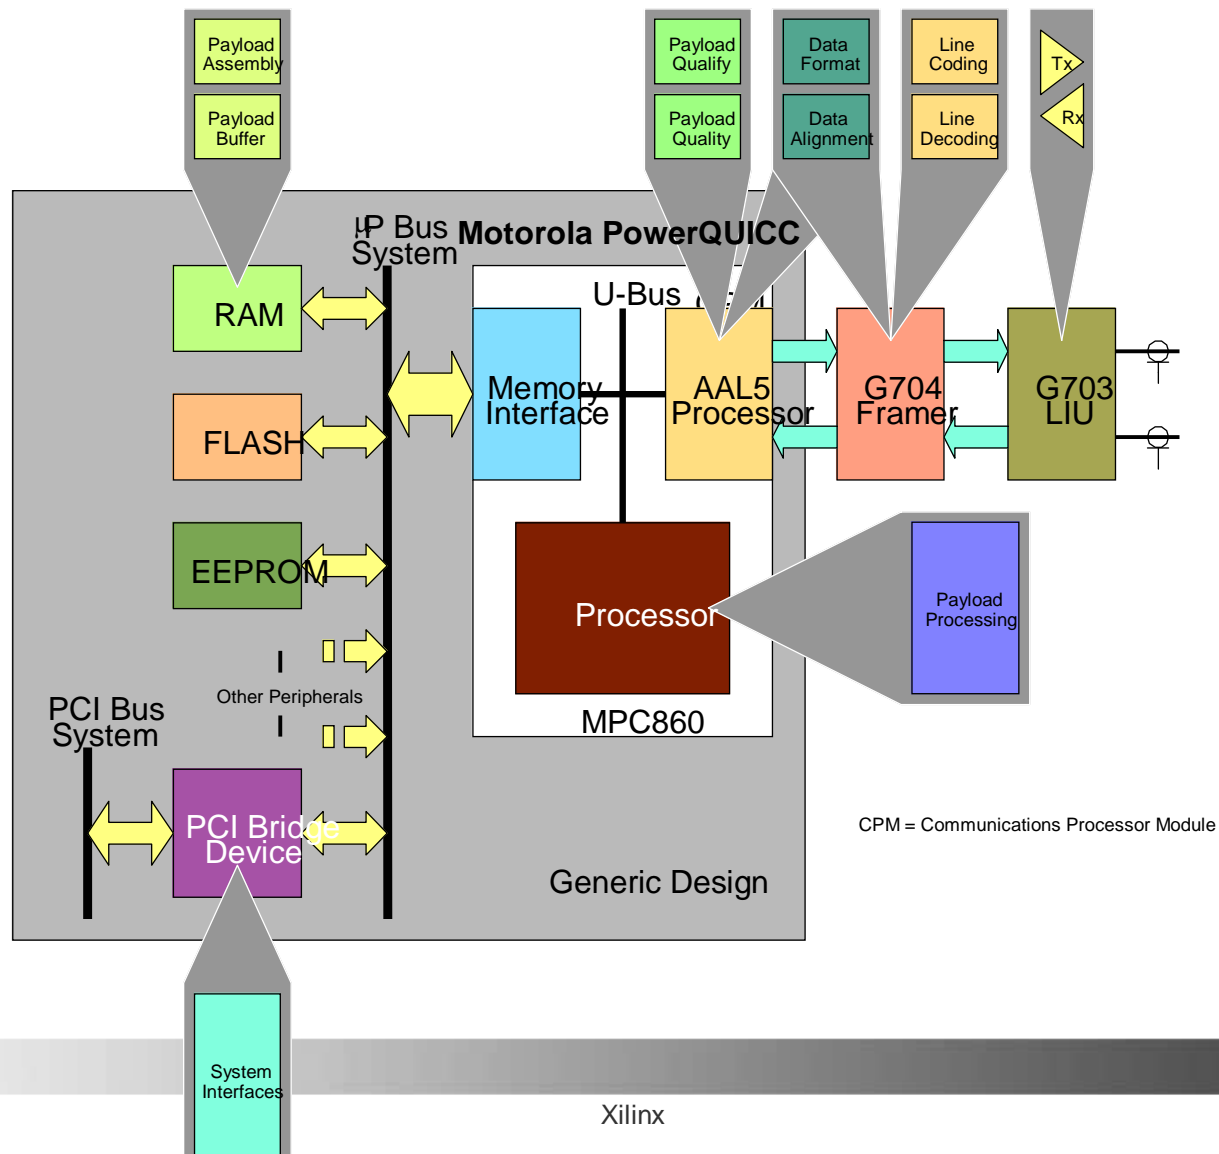 Payload
Assembly
Payload
Buffer
Payload
Qualify
Payload
Quality
Data
Format
Data
Alignment
Line
Coding
Line
Decoding
Tx
Rx
µP Bus
System
Motorola PowerQUICC
U-Bus
RAM
FLASH
EEPROM
Memory
Interface
AAL5
Processor
G704
Framer
G703
LIU
Processor
MPC860
Payload
Processing
Other Peripherals
PCI Bus
System
PCI Bridge
Device
CPM = Communications Processor Module
Generic Design
System
Interfaces
Xilinx